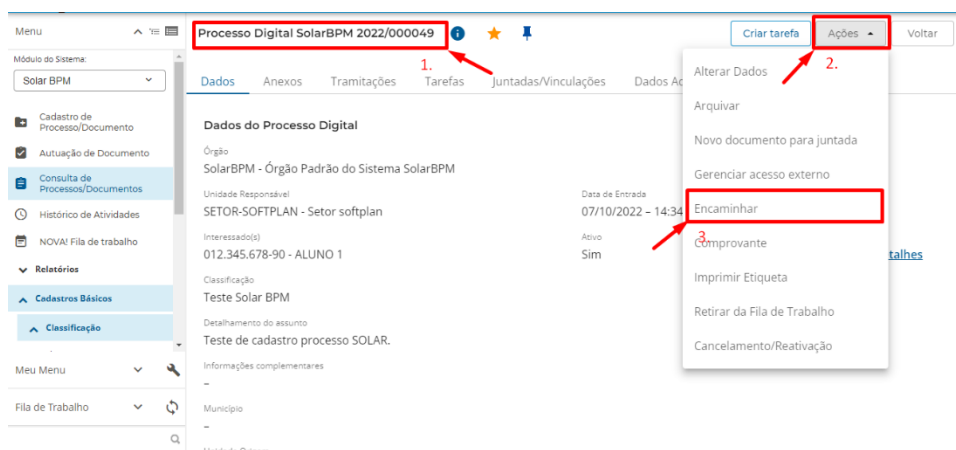 Menu
Módulo do Sistema:
Solar BPM
Cadastro de
Processo/Documento
Autuação de Documento
Consulta de
Processos/Documentos
Histórico de Atividades
NOVA! Fila de trabalho
Relatórios
Cadastros Básicos
Classificação
Meu Menu
Fila de Trabalho
Processo Digital SolarBPM 2022/000049
1.
Criar tarefa
Ações
Voltar
2.
Dados Anexos Tramitações Tarefas Juntadas/Vinculações Dados
Dados do Processo Digital
Órgão
SolarBPM - Órgão Padrão do Sistema SolarBPM
Unidade Responsável
SETOR-SOFTPLAN - Setor softplan
Data de Entrada
07/10/2022 – 14:34
Interessado(s)
012.345.678-90 - ALUNO 1
Ativo
Sim
talhes
Classificação
Teste Solar BPM
Detalhamento do assunto
Teste de cadastro processo SOLAR.
Informações complementares
–
Município
–
Alterar Dados
Arquivar
Novo documento para juntada
Gerenciar acesso externo
Encaminhar
3.
Comprovante
Imprimir Etiqueta
Retirar da Fila de Trabalho
Cancelamento/Reativação